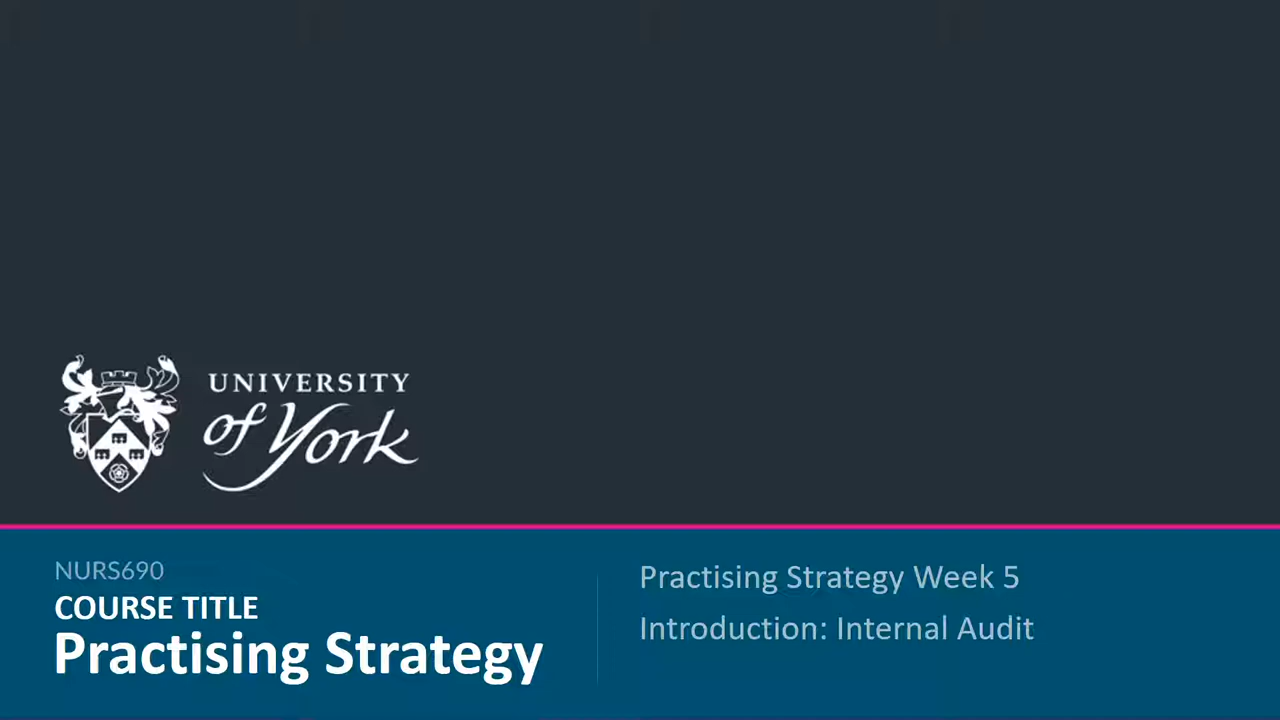 UNIVERSITY
of York
NURS690
COURSE TITLE
Practising Strategy
Practising Strategy Week 5
Introduction: Internal Audit